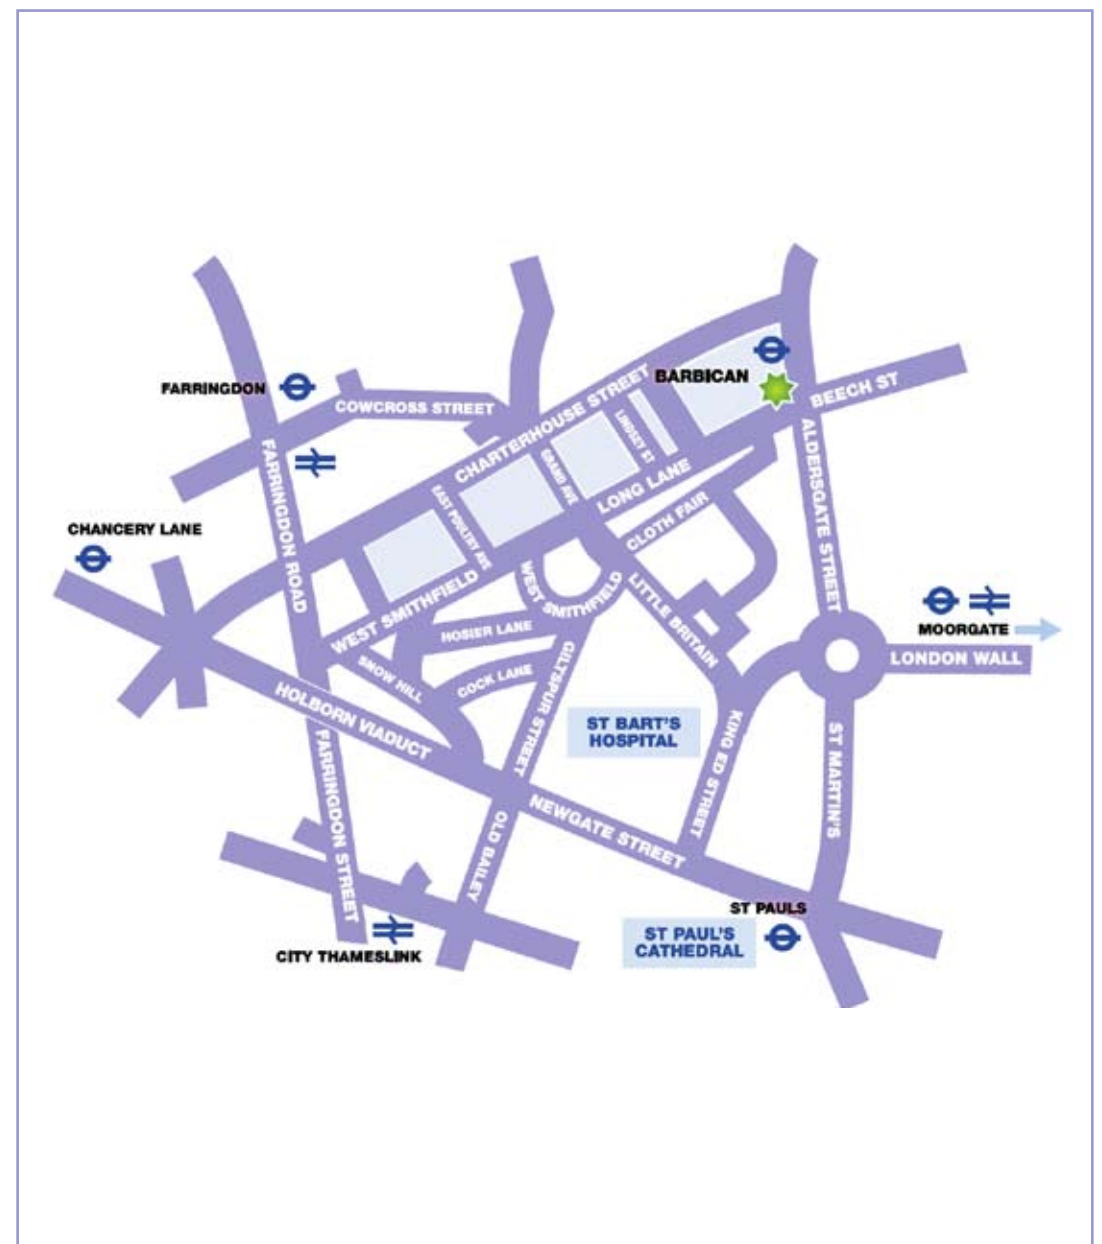 BARBICAN
FARRINGDON
COWCROSS STREET
CHARTERHOUSE STREET
BEECH ST
LINDSEY ST
GRAND AVE
LONG LANE
ALDERSGATE STREET
FARRINGDON ROAD
EAST POULTRY AVE
CLOTH FAIR
CHANCERY LANE
WEST SMITHFIELD
WEST SMITHFIELD
LITTLE BRITAIN
HOSIER LANE
MOORGATE
LONDON WALL
SNOW HILL
COCK LANE
GILTSPUR STREET
HOLBORN VIADUCT
ST BART'S
HOSPITAL
KING ED STREET
ST MARTIN'S
FARRINGDON STREET
NEWGATE STREET
OLD BAILEY
ST PAULS
ST PAUL'S
CATHEDRAL
CITY THAMESLINK